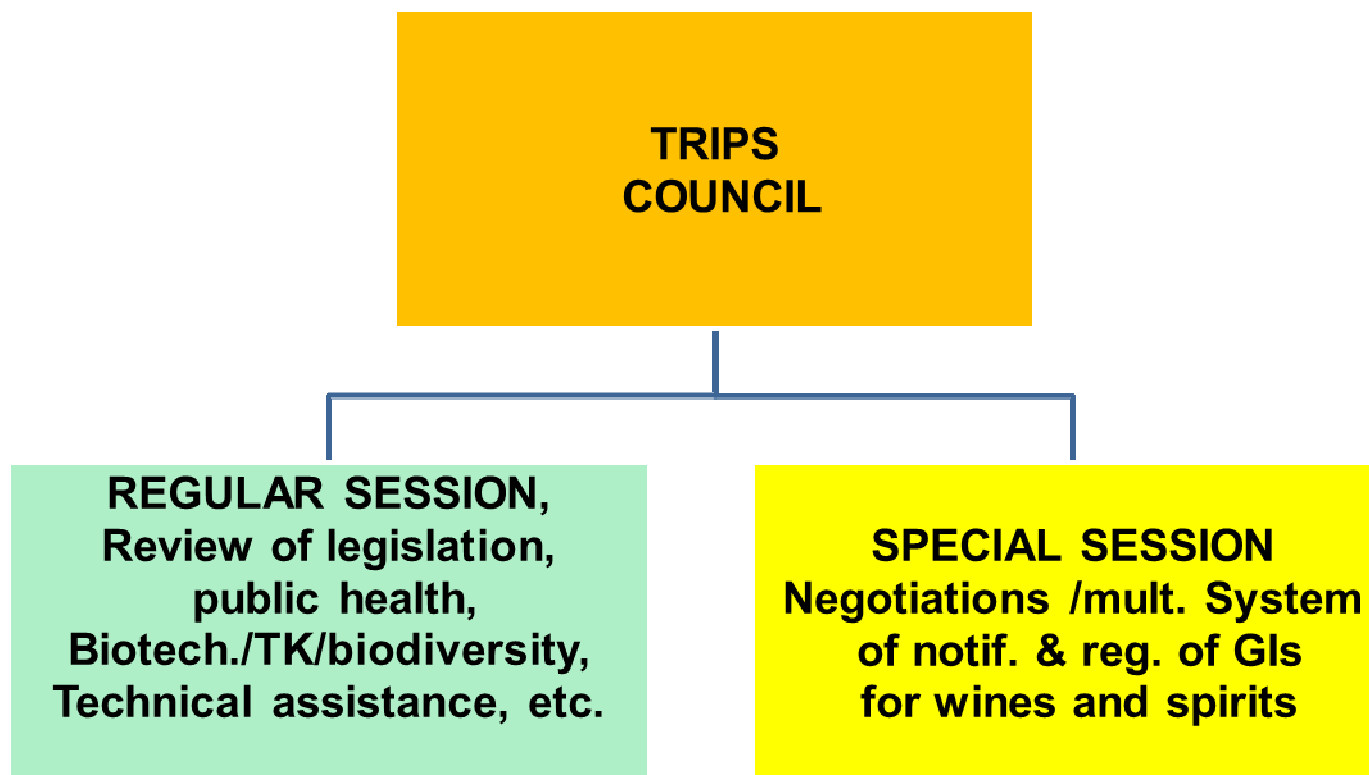 TRIPS
COUNCIL
REGULAR SESSION,
Review of legislation,
public health,
Biotech./TK/biodiversity,
Technical assistance, etc.
SPECIAL SESSION
Negotiations /mult. System
of notif. & reg. of GIs
for wines and spirits